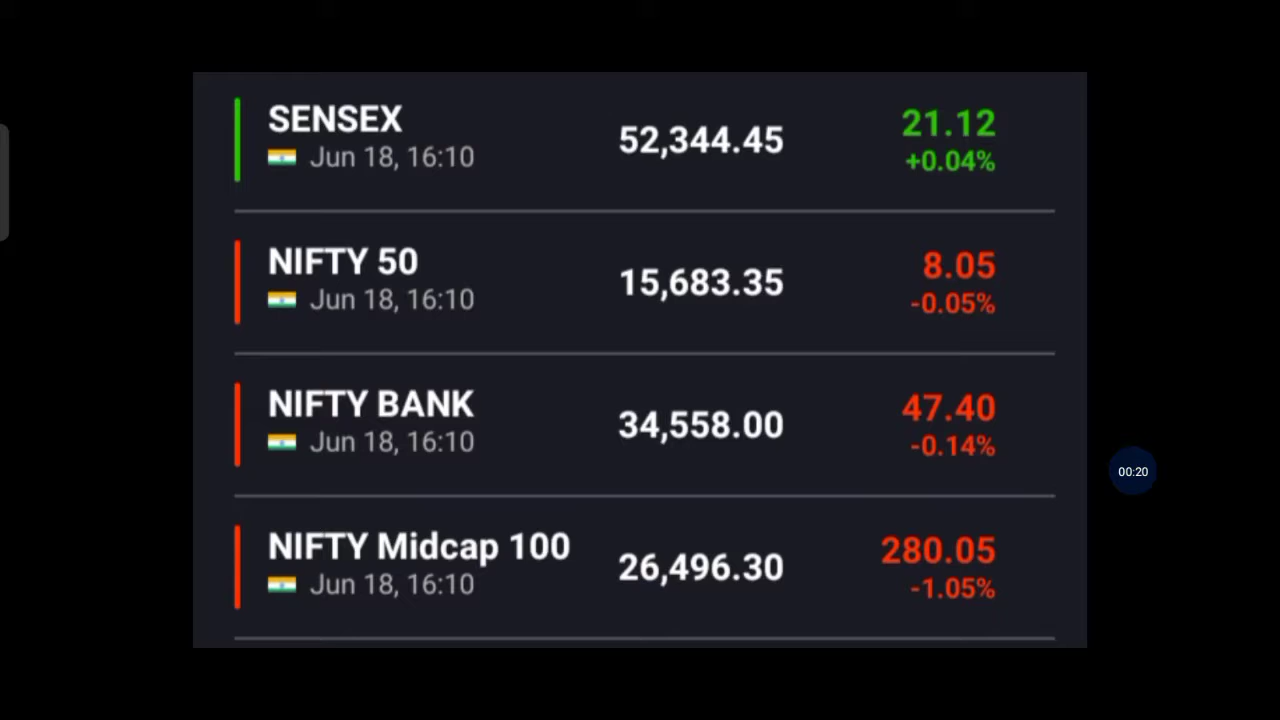 SENSEX
Jun 18, 16:10
52,344.45
21.12
+0.04%
NIFTY 50
Jun 18, 16:10
15,683.35
8.05
-0.05%
NIFTY BANK
Jun 18, 16:10
34,558.00
47.40
-0.14%
NIFTY Midcap 100
Jun 18, 16:10
26,496.30
280.05
-1.05%
00:20